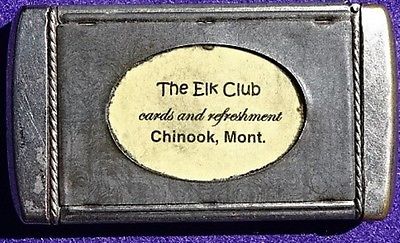 The Elk Club
cards and refreshment
Chinook, Mont.